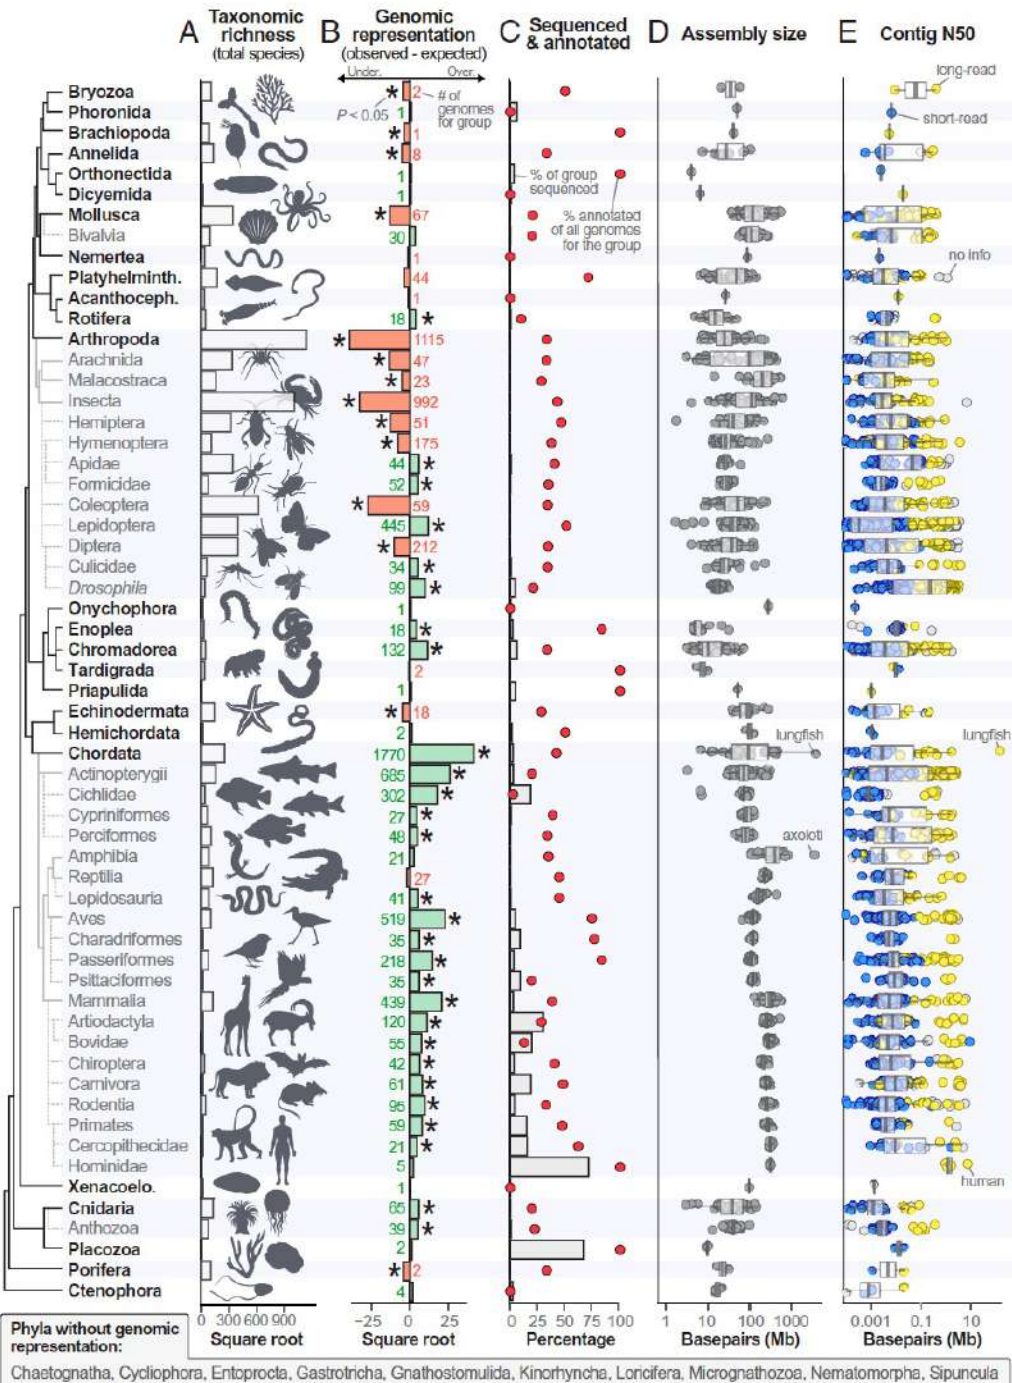 A Taxonomic richness (total species)
B Genomic representation (observed - expected)
C Sequenced & annotated
D Assembly size
E Contig N50
Under. Over.
long-read
Bryozoa * 2 # of genomes for group
P < 0.05
Phoronida 1 short-read
Brachiopoda * 1
Annelida * 8
Orthonectida 1 % of group sequenced
Dicyemida 1
Mollusca * 67 % annotated of all genomes for the group
Bivalvia 30
Nemertea 1 no info
Platyhelminth. 44
Acanthoceph. 1
Rotifera 18 *
Arthropoda * 1115
Arachnida * 47
Malacostraca * 23
Insecta * 992
Hemiptera * 51
Hymenoptera * 175
Apidae 44 *
Formicidae 52 *
Coleoptera * 59
Lepidoptera 445 *
Diptera * 212
Culicidae 34 *
Drosophila 99 *
Onychophora 1
Enoplea 18 *
Chromadorea 132 *
Tardigrada 2
Priapulida 1
Echinodermata * 18
Hemichordata 2 lungfish lungfish
Chordata 1770 *
Actinopterygii 685 *
Cichlidae 302 *
Cypriniformes 27 *
Perciformes 48 * axolotl
Amphibia 21
Reptilia 27
Lepidosauria 41 *
Aves 519 *
Charadriformes 35 *
Passeriformes 218 *
Psittaciformes 35 *
Mammalia 439 *
Artiodactyla 120 *
Bovidae 55 *
Chiroptera 42 *
Carnivora 61 *
Rodentia 95 *
Primates 59 *
Cercopithecidae 21 *
Hominidae 5 human
Xenacoelo. 1
Cnidaria 65 *
Anthozoa 39 *
Placozoa 2
Porifera * 2
Ctenophora 4
0 300 600 900 −25 0 25 0 25 50 75 100 1 10 100 1000 0.001 0.1 10
Square root Square root Percentage Basepairs (Mb) Basepairs (Mb)
Phyla without genomic representation:
Chaetognatha, Cycliophora, Entoprocta, Gastrotricha, Gnathostomulida, Kinorhyncha, Loricifera, Micrognathozoa, Nematomorpha, Sipuncula